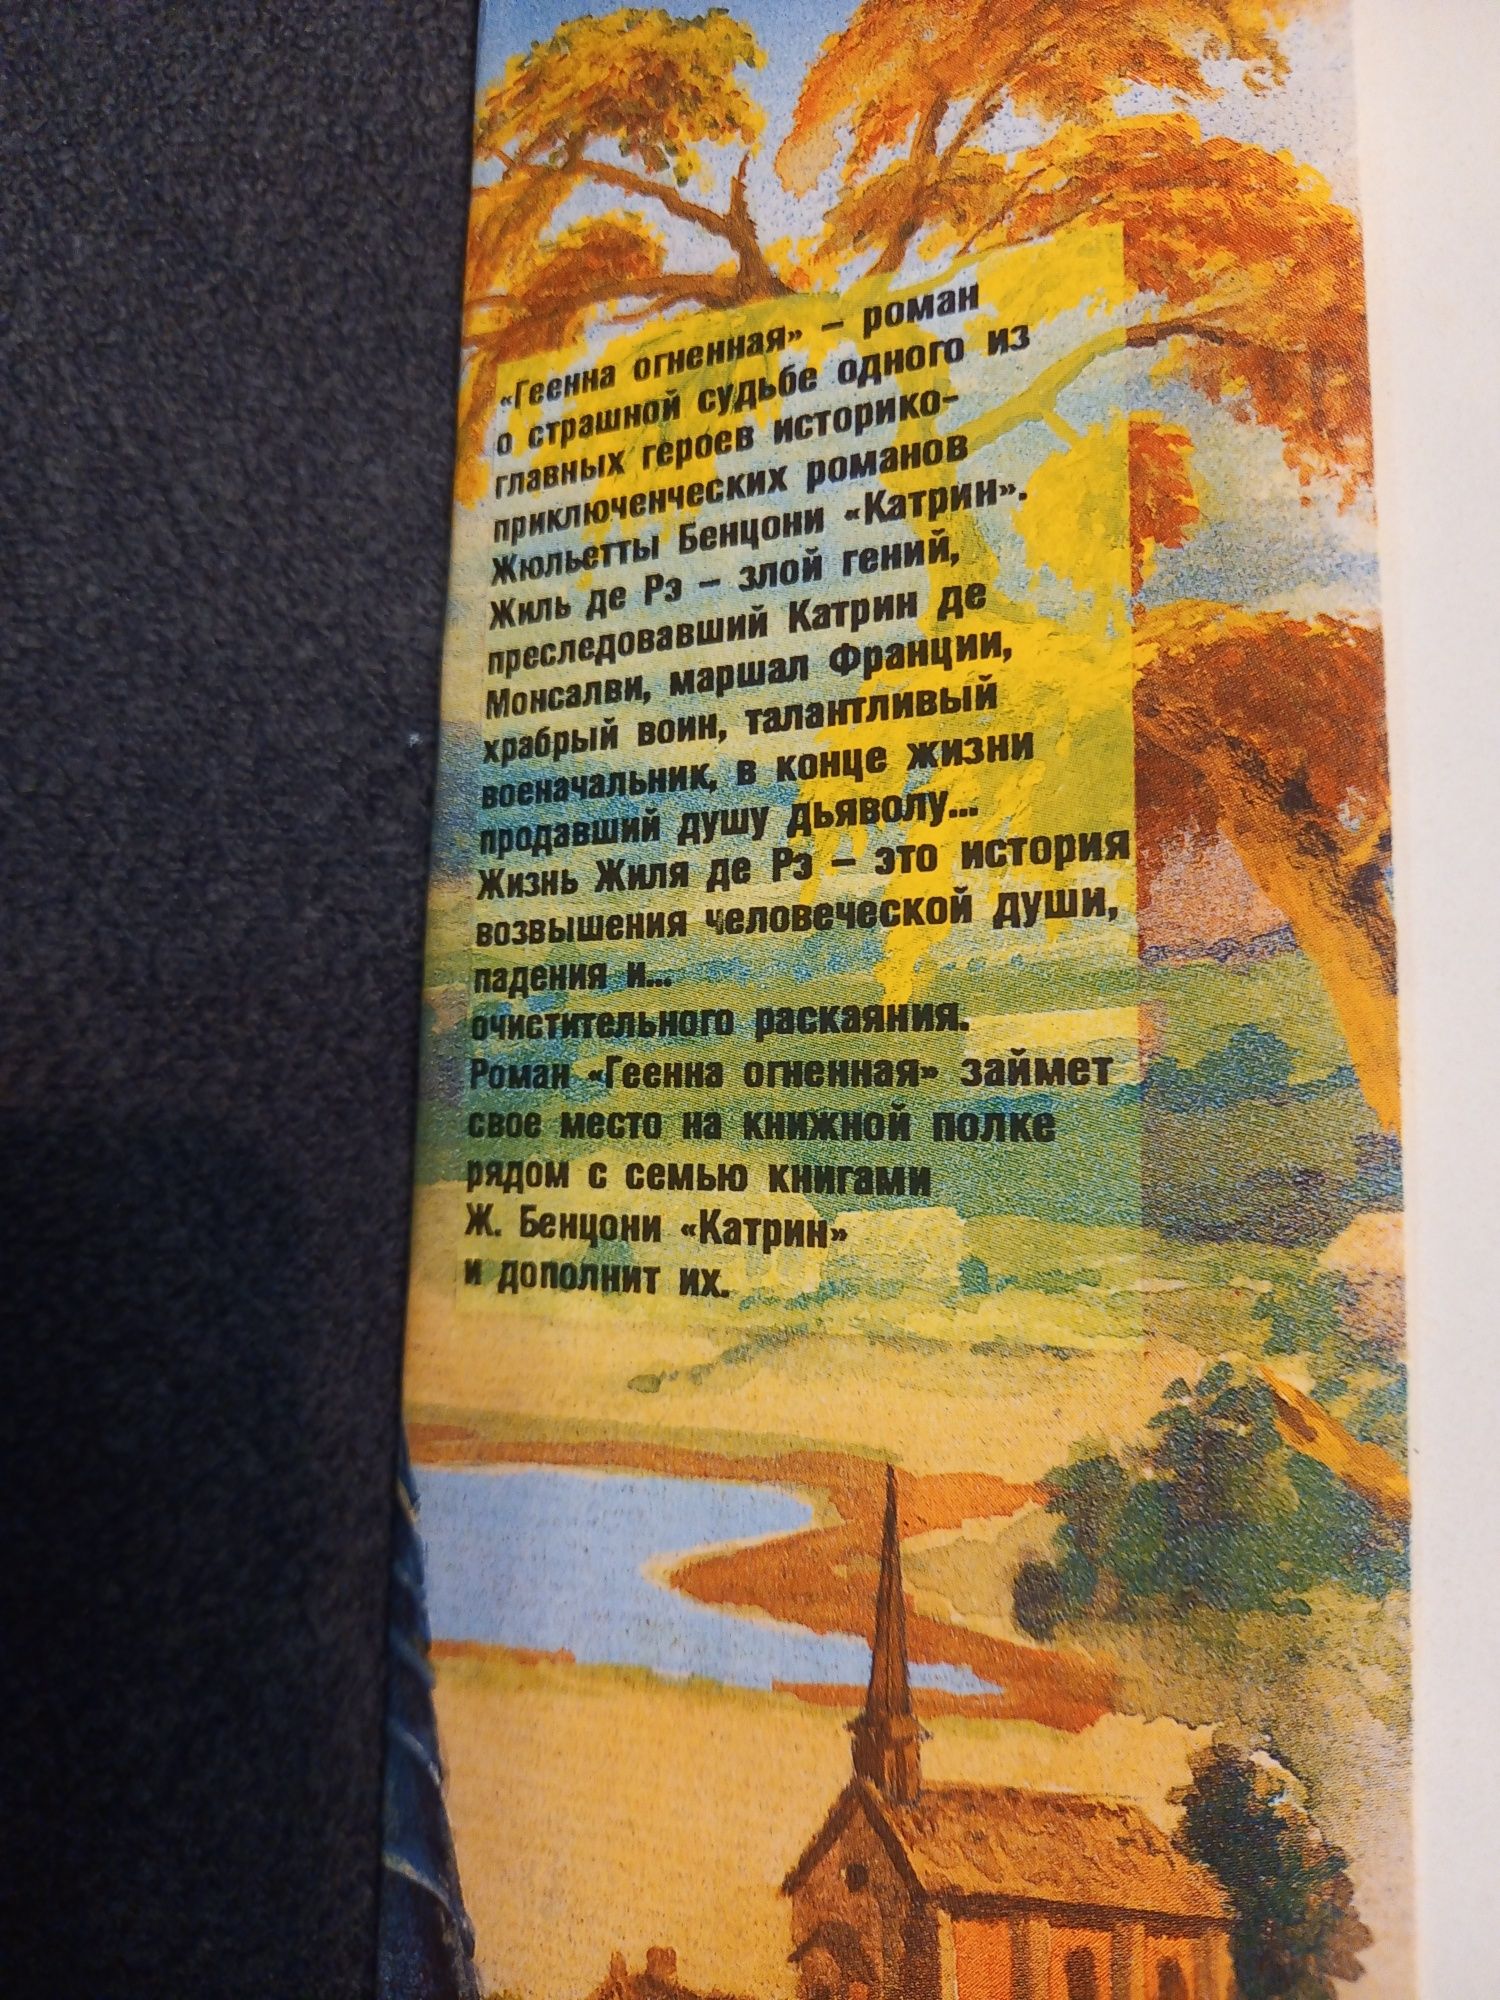 «Геенна огненная» – роман
о страшной судьбе одного из
главных героев историко-
приключенческих романов
Жюльетты Бенцони «Катрин».
Жиль де Рэ – злой гений,
преследовавший Катрин де
Монсалви, маршал Франции,
храбрый воин, талантливый
военачальник, в конце жизни
продавший душу дьяволу...
Жизнь Жиля де Рэ – это история
возвышения человеческой души,
падения и...
очистительного раскаяния.
Роман «Геенна огненная» займет
свое место на книжной полке
рядом с семью книгами
Ж. Бенцони «Катрин»
и дополнит их.